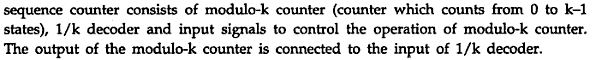 sequence counter consists of modulo-k counter (counter which counts from 0 to k–1
states), 1/k decoder and input signals to control the operation of modulo-k counter.
The output of the modulo-k counter is connected to the input of 1/k decoder.